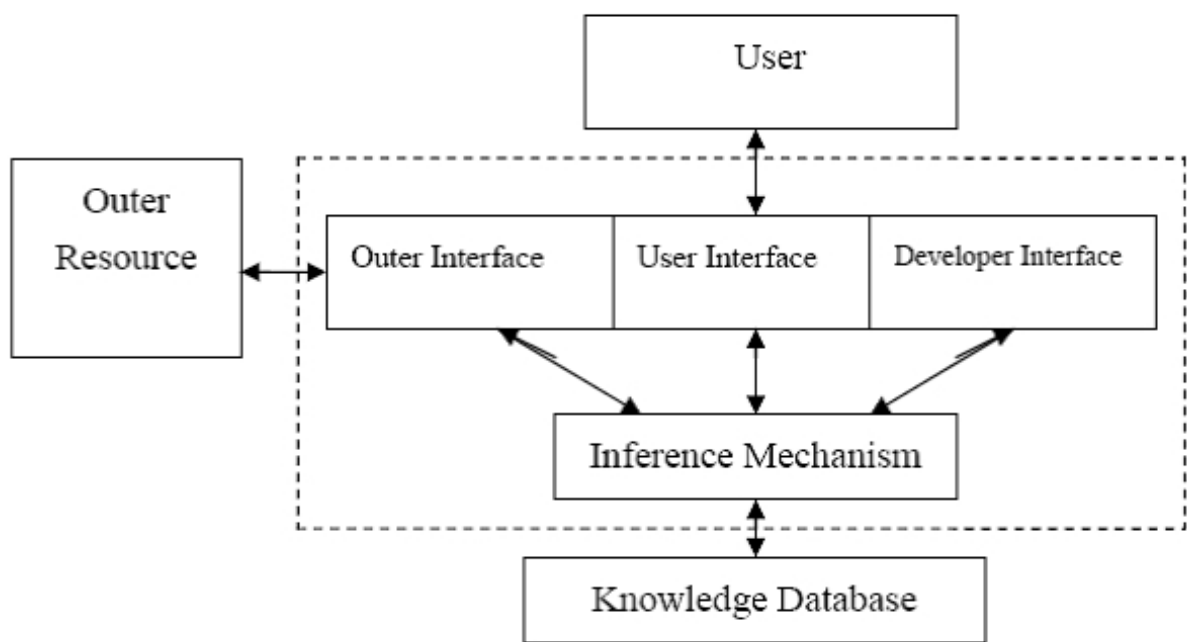 User
Outer
Resource
Outer Interface
User Interface
Developer Interface
Inference Mechanism
Knowledge Database